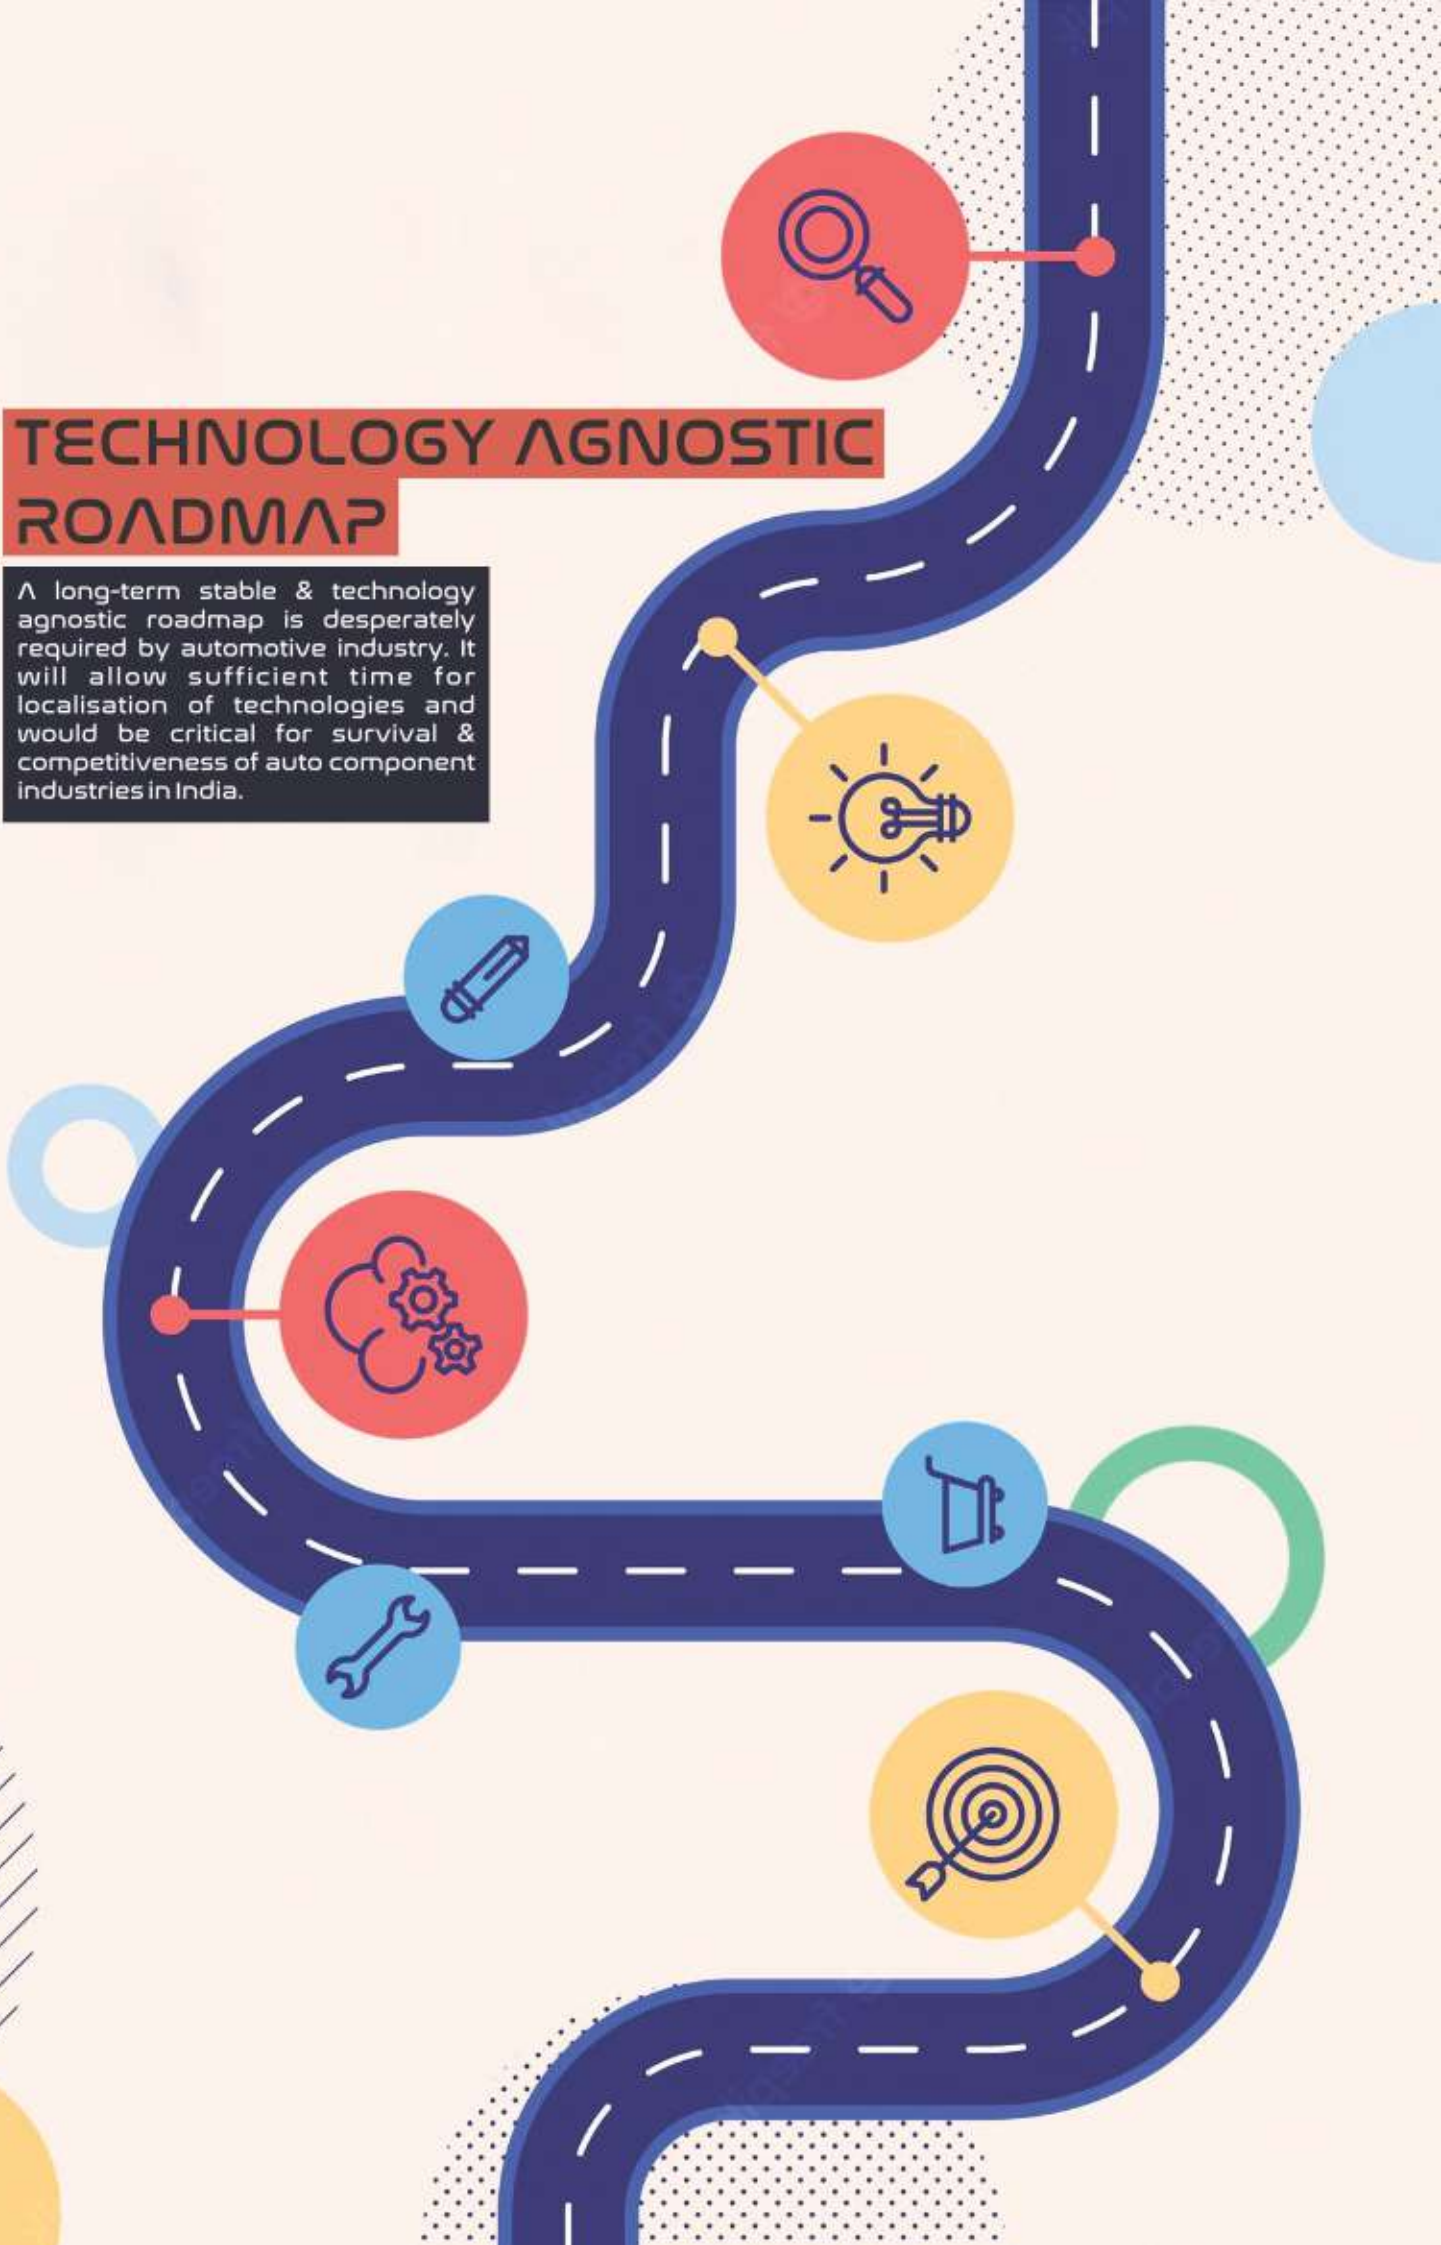 TECHNOLOGY AGNOSTIC
ROADMAP
A long-term stable & technology
agnostic roadmap is desperately
required by automotive industry. It
will allow sufficient time for
localisation of technologies and
would be critical for survival &
competitiveness of auto component
industries in India.